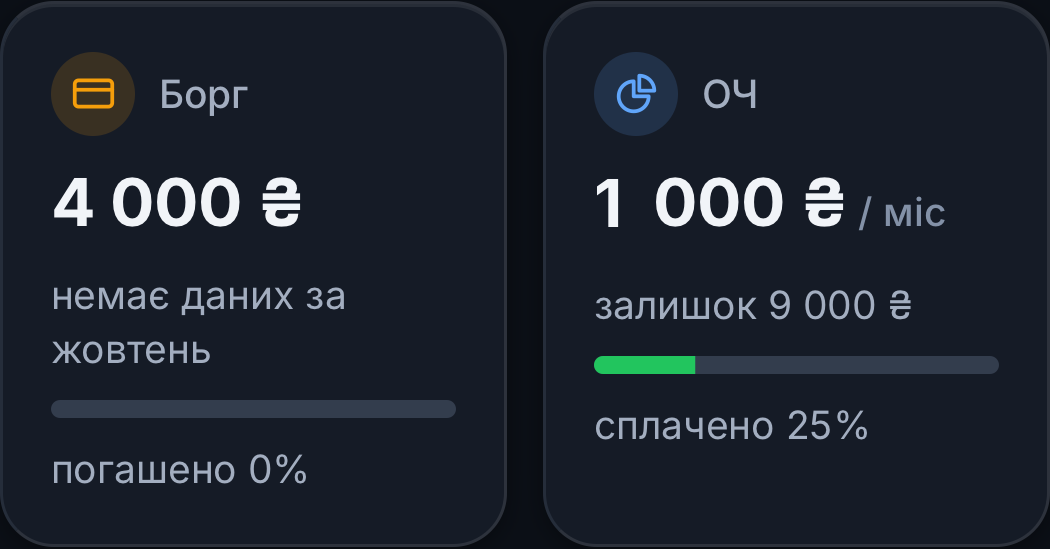 Борг
4 000 ₴
немає даних за
жовтень
погашено 0%
ОЧ
1 000 ₴ / міс
залишок 9 000 ₴
сплачено 25%